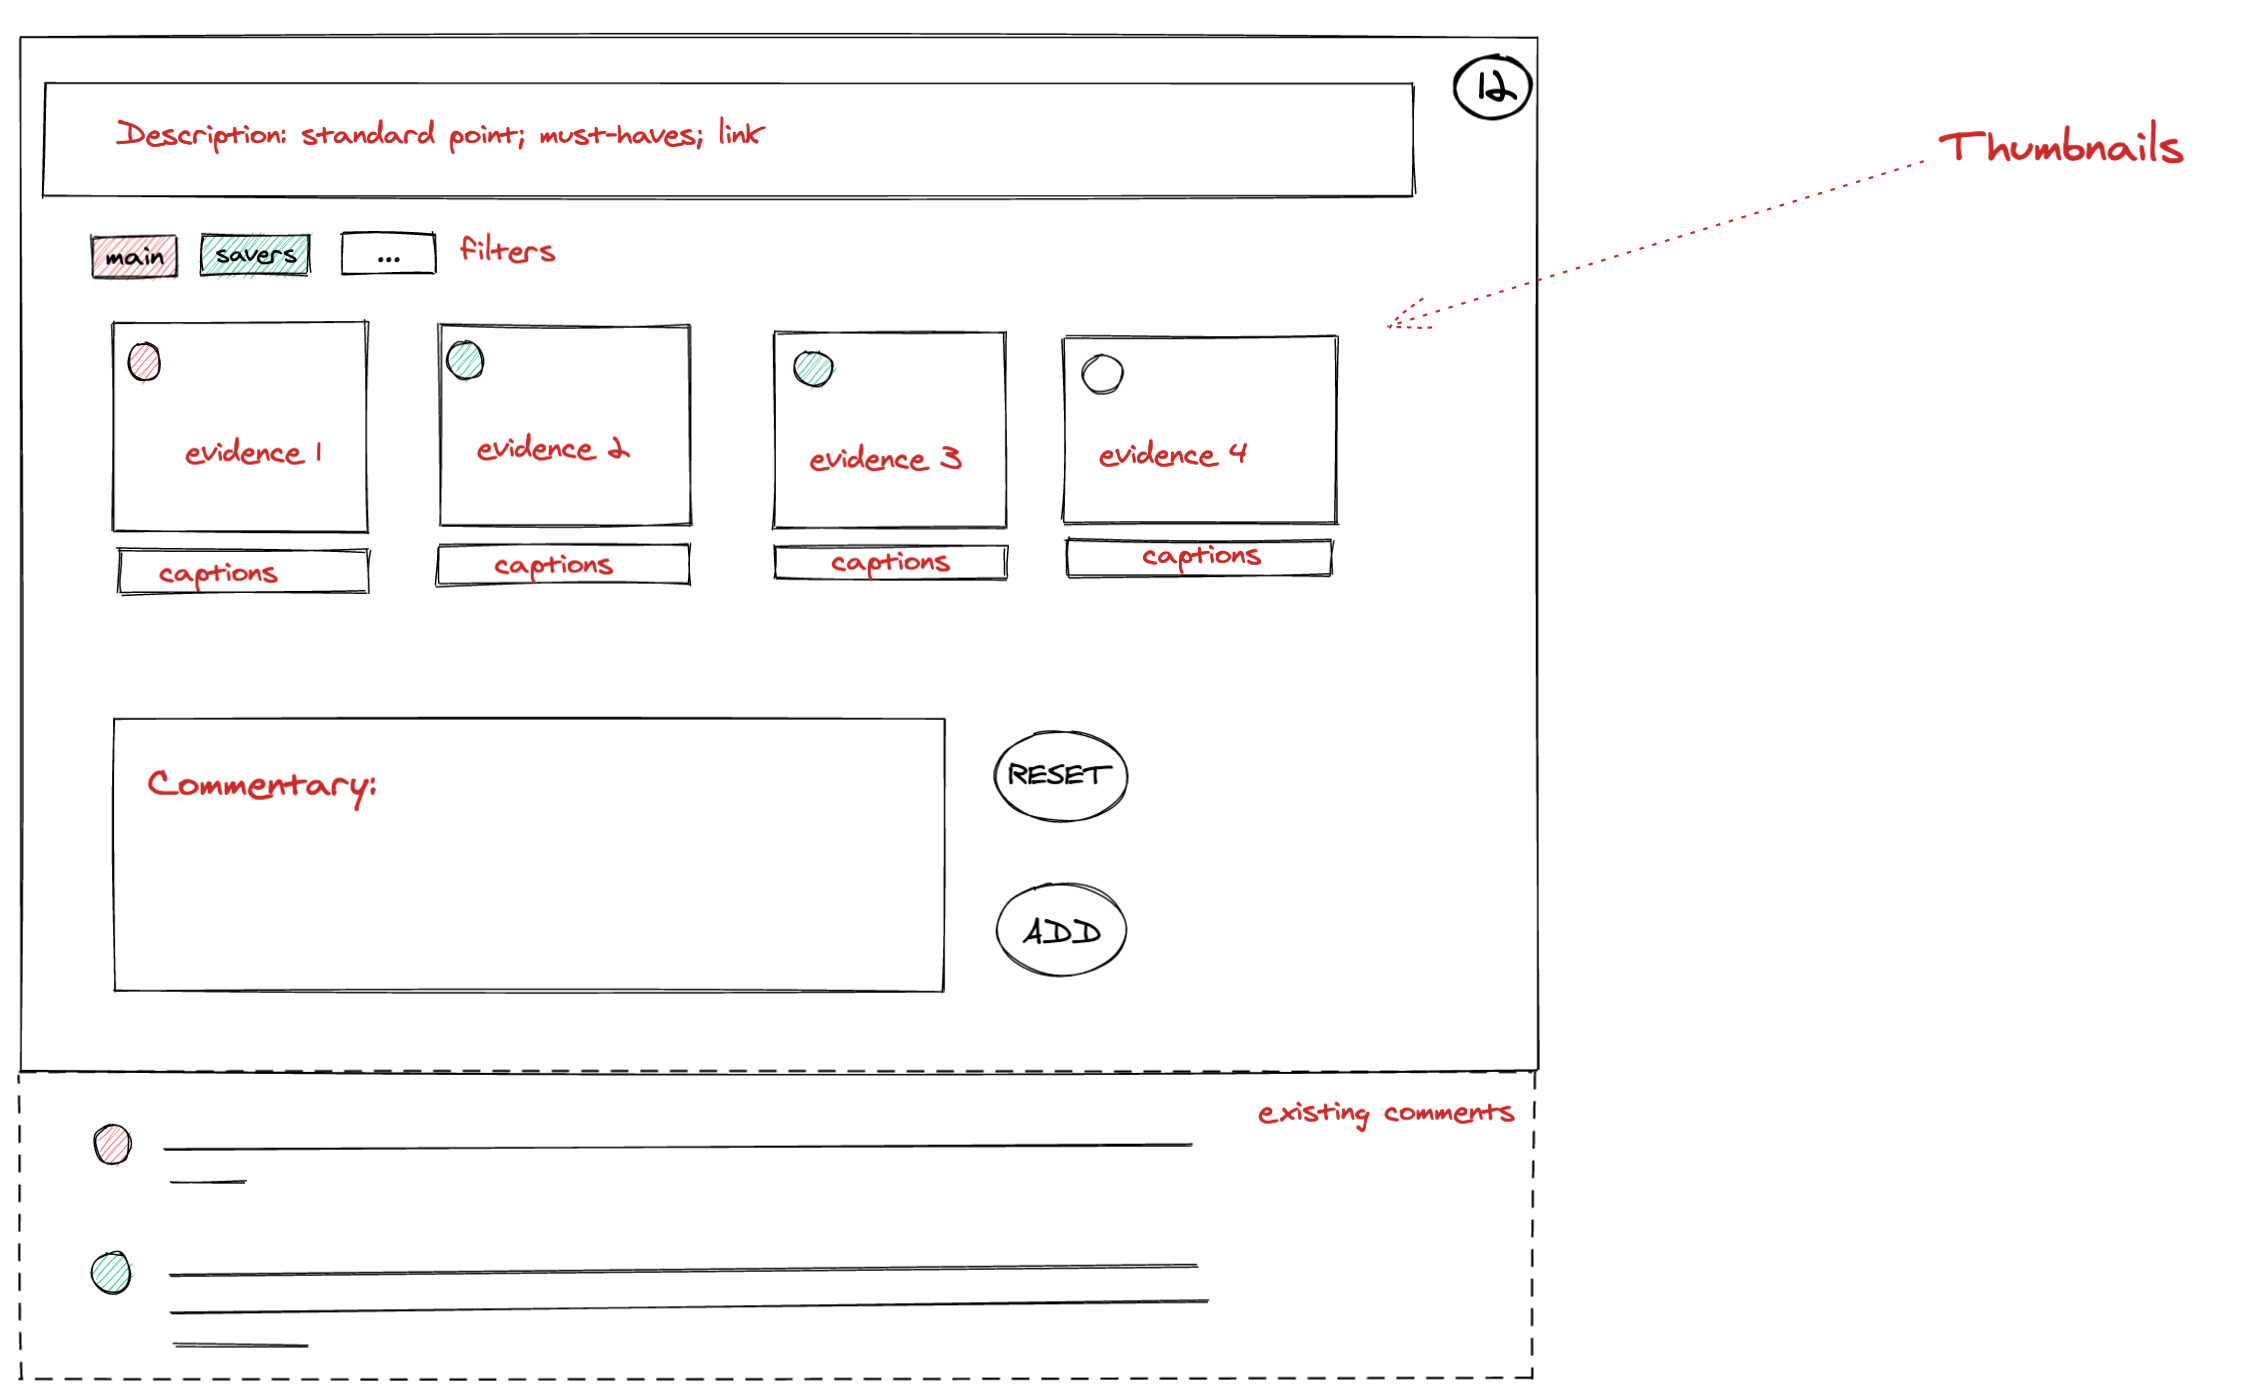 12
Description: standard point; must-haves; link
Thumbnails
main
savers
...
filters
evidence 1
evidence 2
evidence 3
evidence 4
captions
captions
captions
captions
Commentary:
RESET
ADD
existing comments